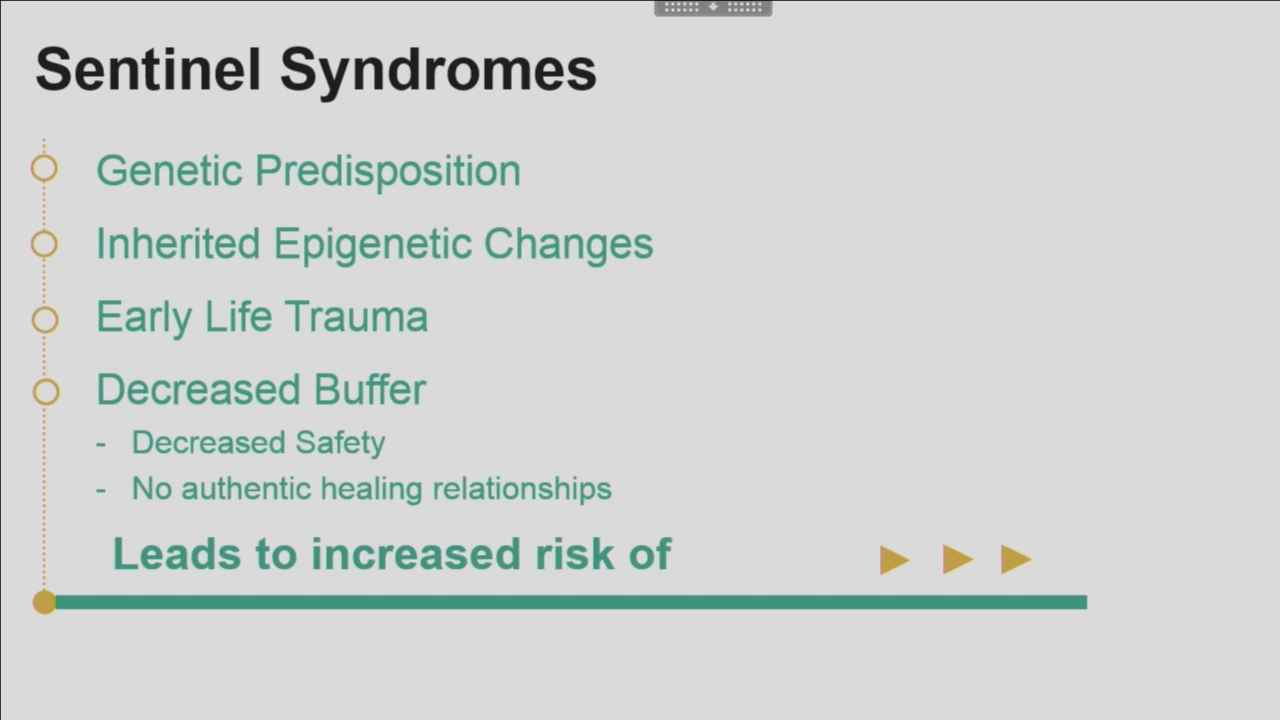 Sentinel Syndromes
Genetic Predisposition
Inherited Epigenetic Changes
Early Life Trauma
Decreased Buffer
- Decreased Safety
- No authentic healing relationships
Leads to increased risk of